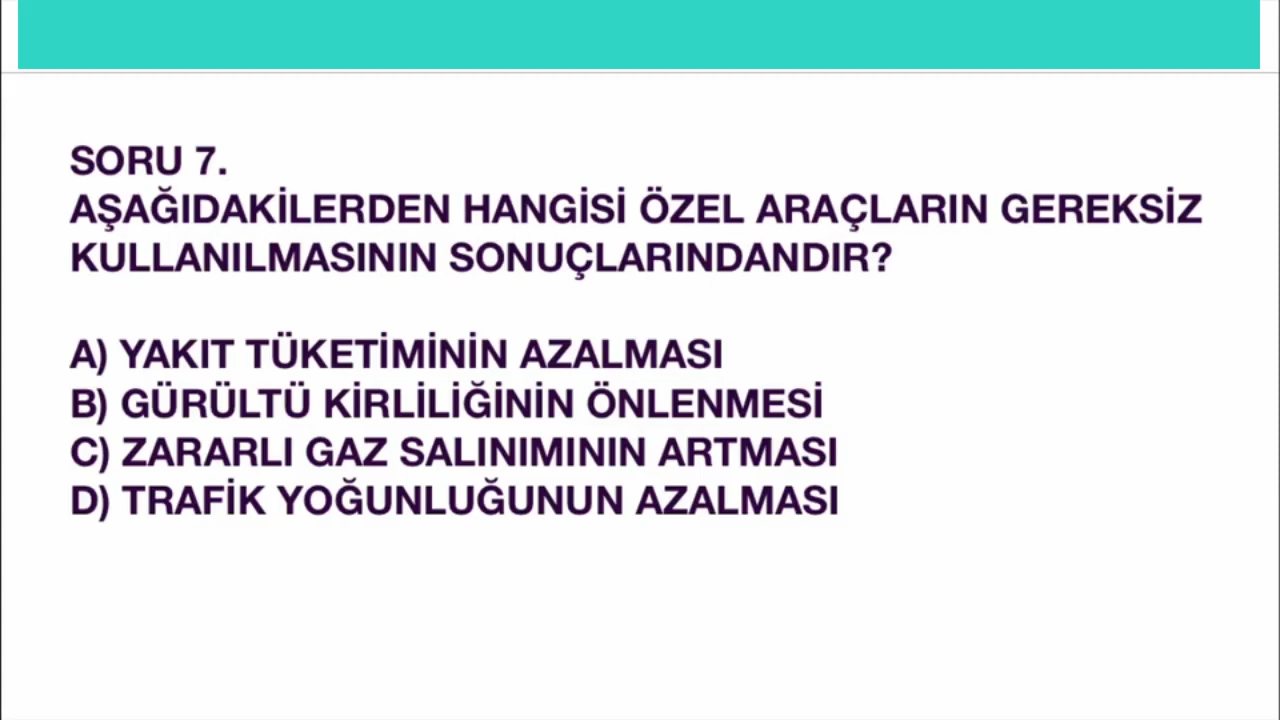 SORU 7.
AŞAĞIDAKİLERDEN HANGİSİ ÖZEL ARAÇLARIN GEREKSİZ
KULLANILMASININ SONUÇLARINDANDIR?
A) YAKIT TÜKETİMİNİN AZALMASI
B) GÜRÜLTÜ KİRLİLİĞİNİN ÖNLENMESİ
C) ZARARLI GAZ SALINIMININ ARTMASI
D) TRAFİK YOĞUNLUĞUNUN AZALMASI